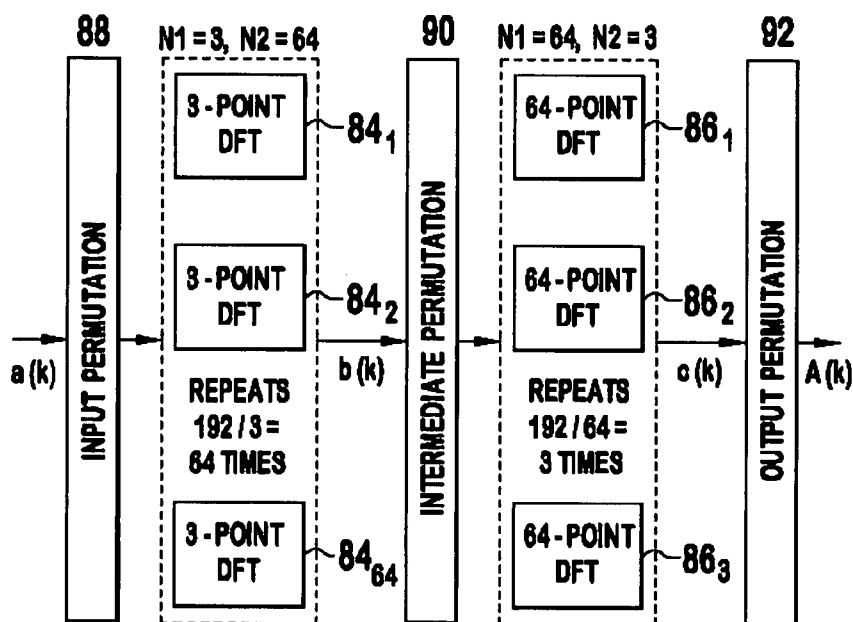 88
N1 = 3, N2 = 64
90
N1 = 64, N2 = 3
92
3 - POINT
DFT
84₁
64 - POINT
DFT
86₁
3 - POINT
DFT
84₂
64 - POINT
DFT
86₂
a (k)
INPUT PERMUTATION
b (k)
INTERMEDIATE PERMUTATION
c (k)
OUTPUT PERMUTATION
A (k)
REPEATS
192 / 3 =
64 TIMES
REPEATS
192 / 64 =
3 TIMES
3 - POINT
DFT
84₆₄
64 - POINT
DFT
86₃